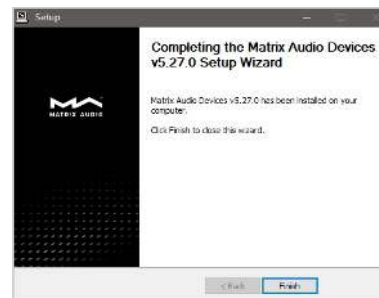 Setup
Completing the Matrix Audio Devices
v5.27.0 Setup Wizard
MATRIX AUDIO
Matrix Audio Devices v5.27.0 has been installed on your
computer.
Click Finish to close this wizard.
< Back
Finish